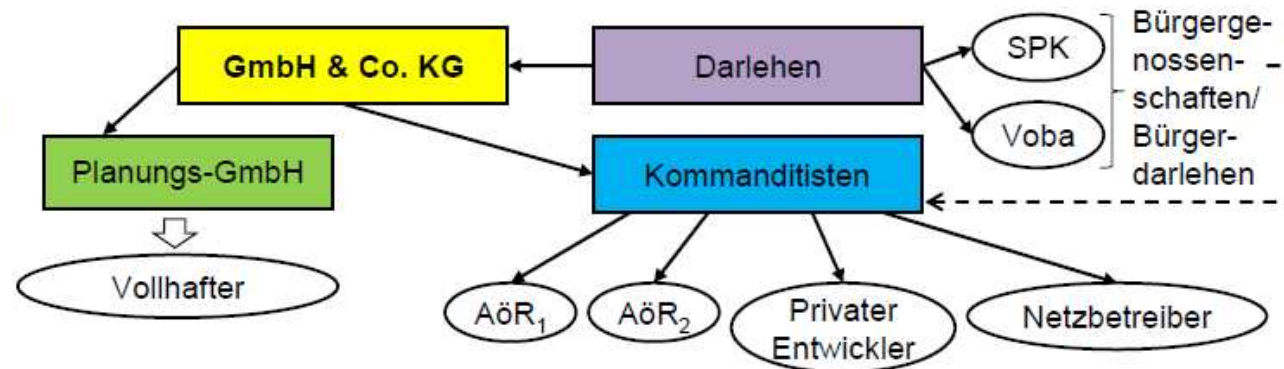 GmbH & Co. KG
Darlehen
SPK
Voba
Bürgerge-
nossen-
schaften/
Bürger-
darlehen
Planungs-GmbH
Kommanditisten
Vollhafter
AöR₁
AöR₂
Privater
Entwickler
Netzbetreiber